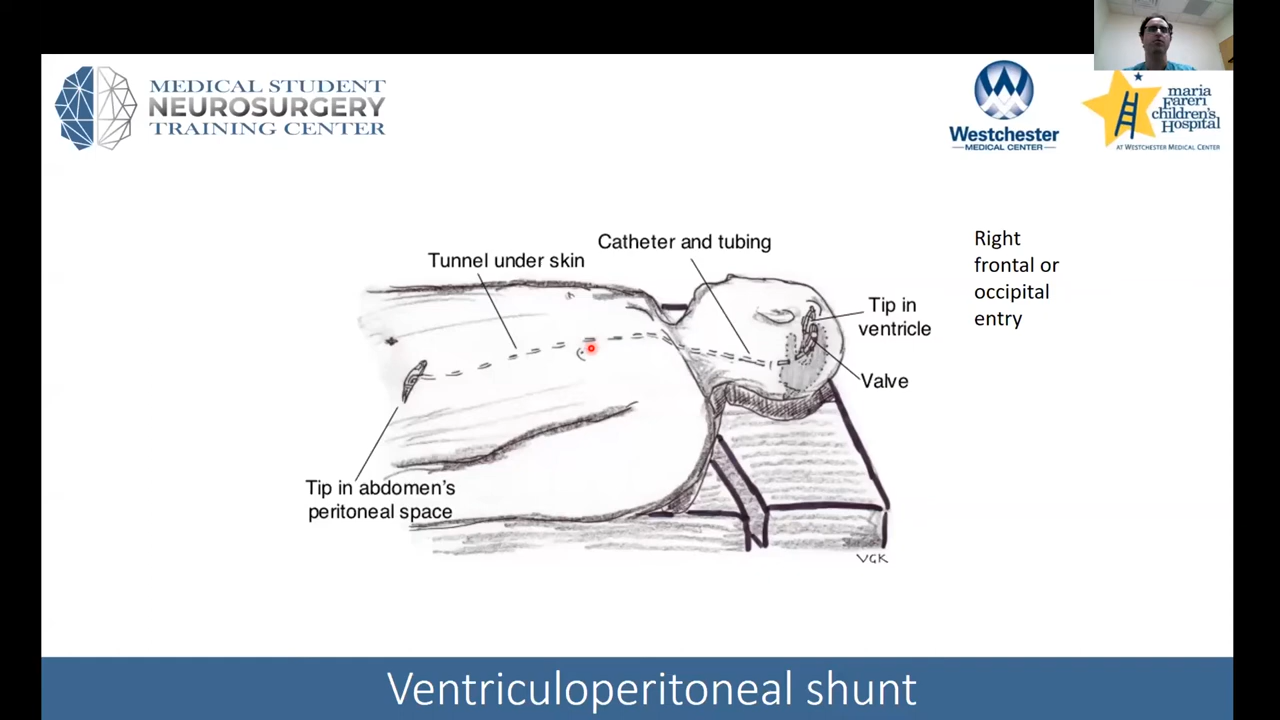 MEDICAL STUDENT
NEUROSURGERY
TRAINING CENTER
Westchester
MEDICAL CENTER
maria
Fareri
children's
Hospital
AT WESTCHESTER MEDICAL CENTER
Catheter and tubing
Tunnel under skin
Tip in
ventricle
Valve
Tip in abdomen's
peritoneal space
VGK
Right
frontal or
occipital
entry
Ventriculoperitoneal shunt